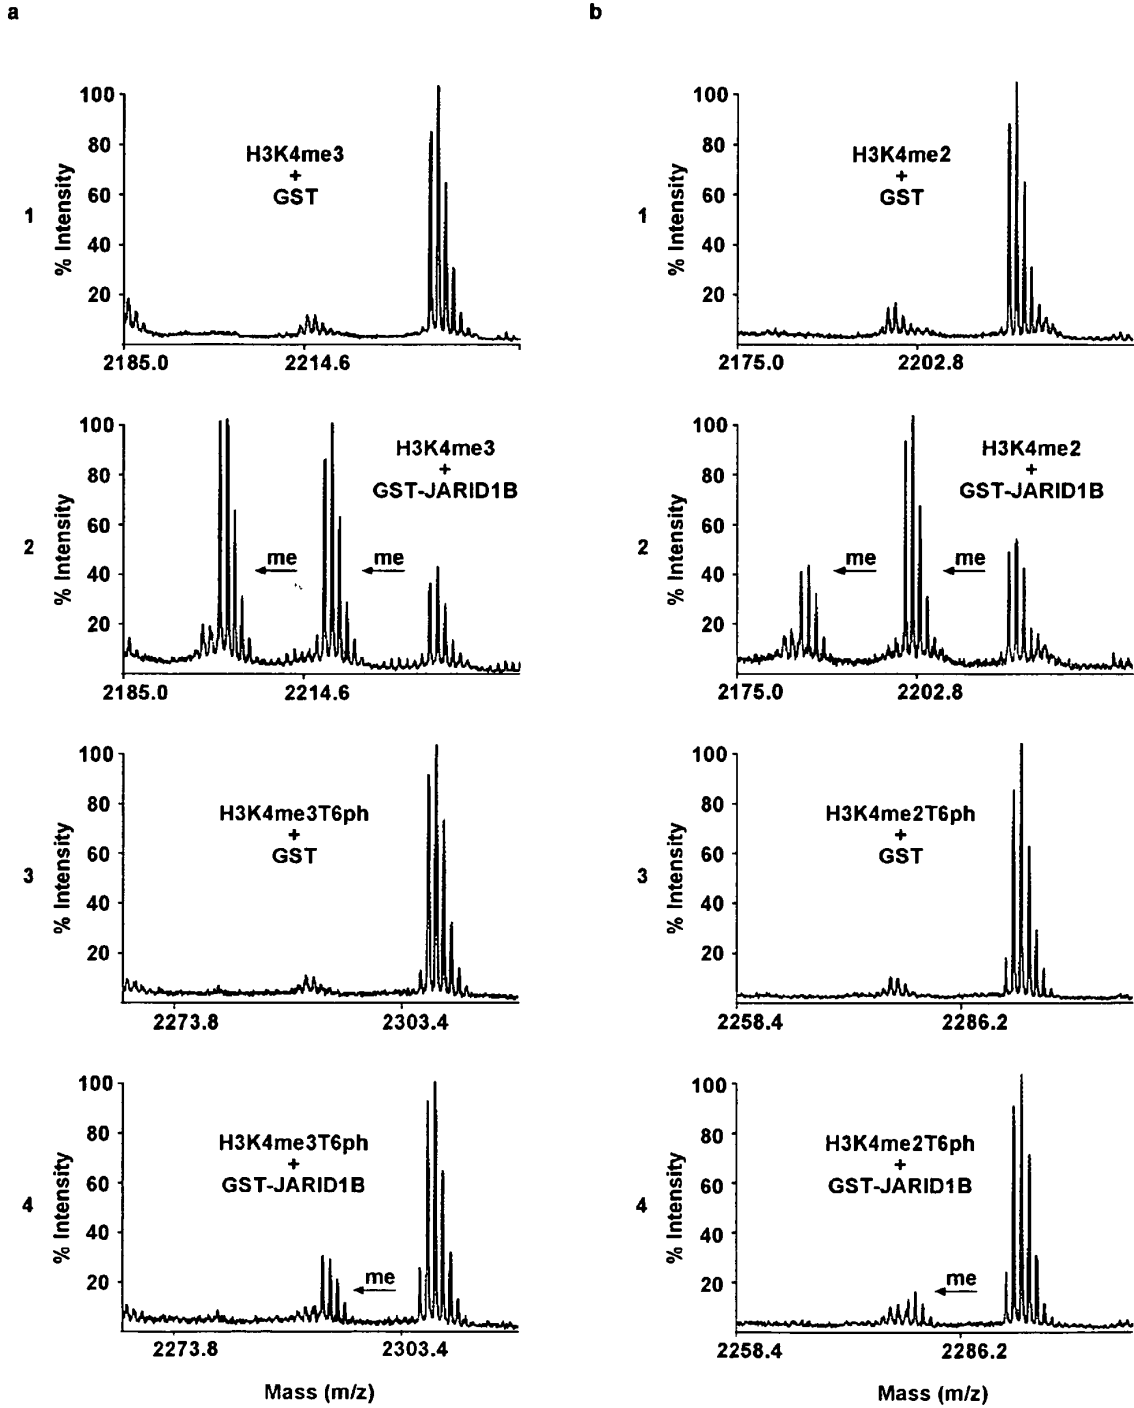 a
b
100
80
60
40
20
% Intensity
1
H3K4me3
+
GST
2185.0
2214.6
100
80
60
40
20
% Intensity
1
H3K4me2
+
GST
2175.0
2202.8
100
80
60
40
20
% Intensity
2
H3K4me3
+
GST-JARID1B
me
me
2185.0
2214.6
100
80
60
40
20
% Intensity
2
H3K4me2
+
GST-JARID1B
me
me
2175.0
2202.8
100
80
60
40
20
% Intensity
3
H3K4me3T6ph
+
GST
2273.8
2303.4
100
80
60
40
20
% Intensity
3
H3K4me2T6ph
+
GST
2258.4
2286.2
100
80
60
40
20
% Intensity
4
H3K4me3T6ph
+
GST-JARID1B
me
2273.8
2303.4
Mass (m/z)
100
80
60
40
20
% Intensity
4
H3K4me2T6ph
+
GST-JARID1B
me
2258.4
2286.2
Mass (m/z)